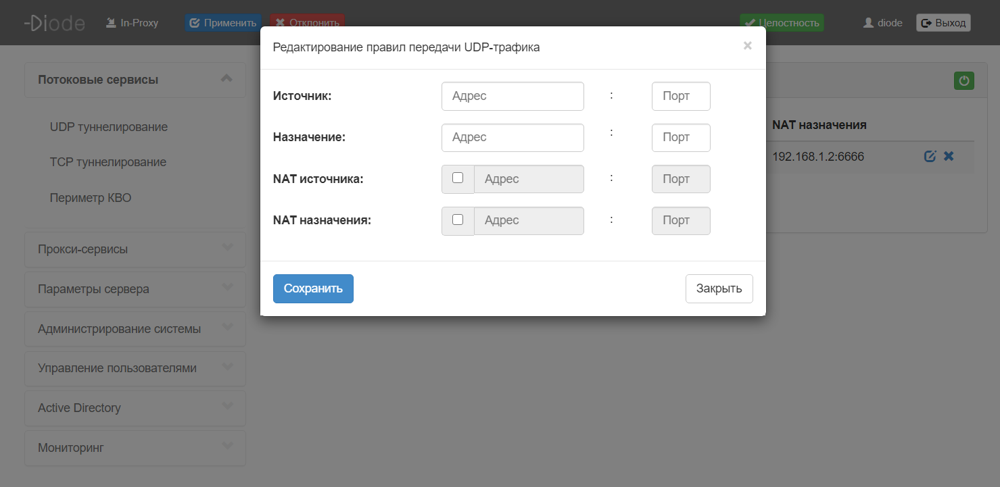 -Diode In-Proxy Применить Отклонить Целостность diode Выход
Редактирование правил передачи UDP-трафика ×
Источник: Адрес : Порт
Назначение: Адрес : Порт
NAT источника: Адрес : Порт
NAT назначения: Адрес : Порт
Сохранить Закрыть
Потоковые сервисы
UDP туннелирование
TCP туннелирование
Периметр КВО
Прокси-сервисы
Параметры сервера
Администрирование системы
Управление пользователями
Active Directory
Мониторинг
NAT назначения
192.168.1.2:6666